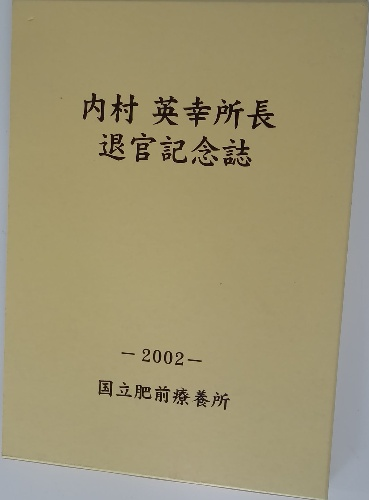 内村 英幸所長
退官記念誌
－2002－
国立肥前療養所